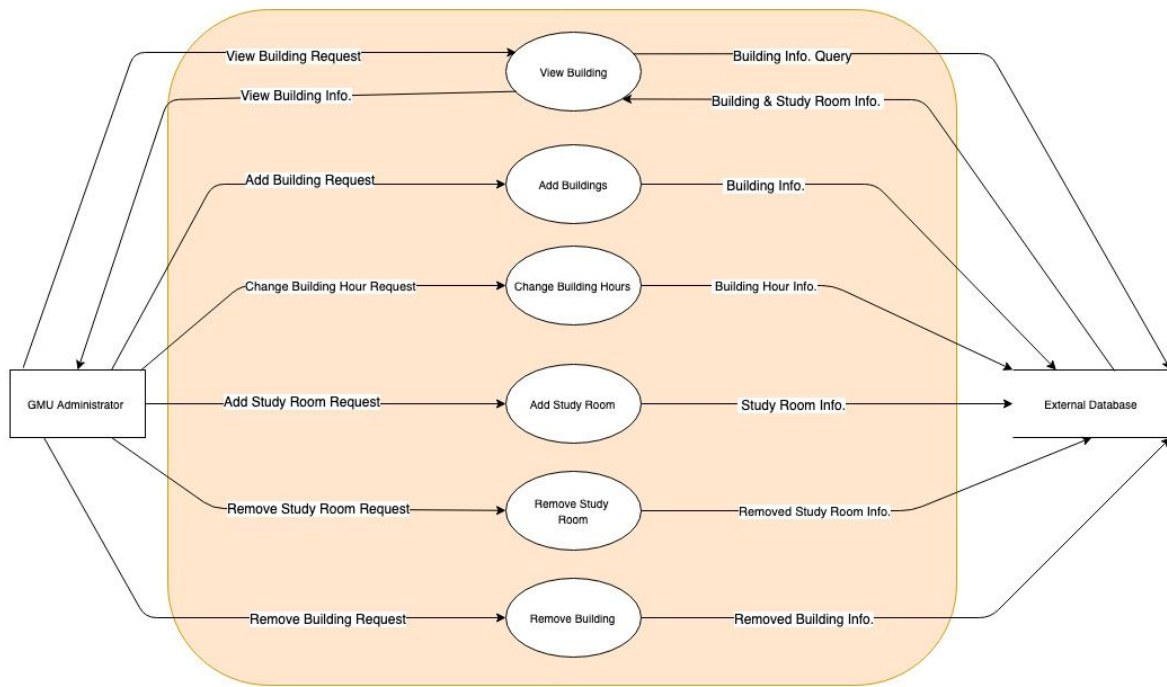 View Building Request
View Building
Building Info. Query
View Building Info.
Building & Study Room Info.
Add Building Request
Add Buildings
Building Info.
Change Building Hour Request
Change Building Hours
Building Hour Info.
GMU Administrator
Add Study Room Request
Add Study Room
Study Room Info.
External Database
Remove Study Room Request
Remove Study
Room
Removed Study Room Info.
Remove Building Request
Remove Building
Removed Building Info.